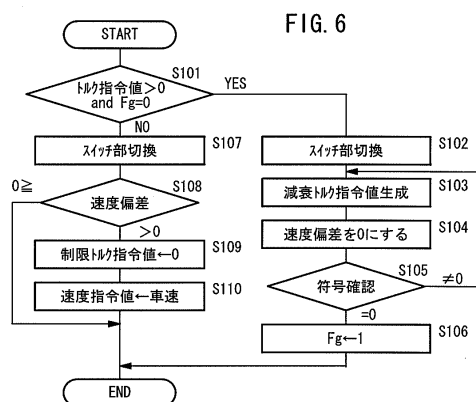 FIG. 6
START
S101
トルク指令値>0
and Fg=0
YES
NO
スイッチ部切換
S107
スイッチ部切換
S102
0≧
S108
速度偏差
>0
減衰トルク指令値生成
S103
速度偏差を0にする
S104
制限トルク指令値←0
S109
S105
符号確認
≠0
=0
速度指令値←車速
S110
Fg←1
S106
END